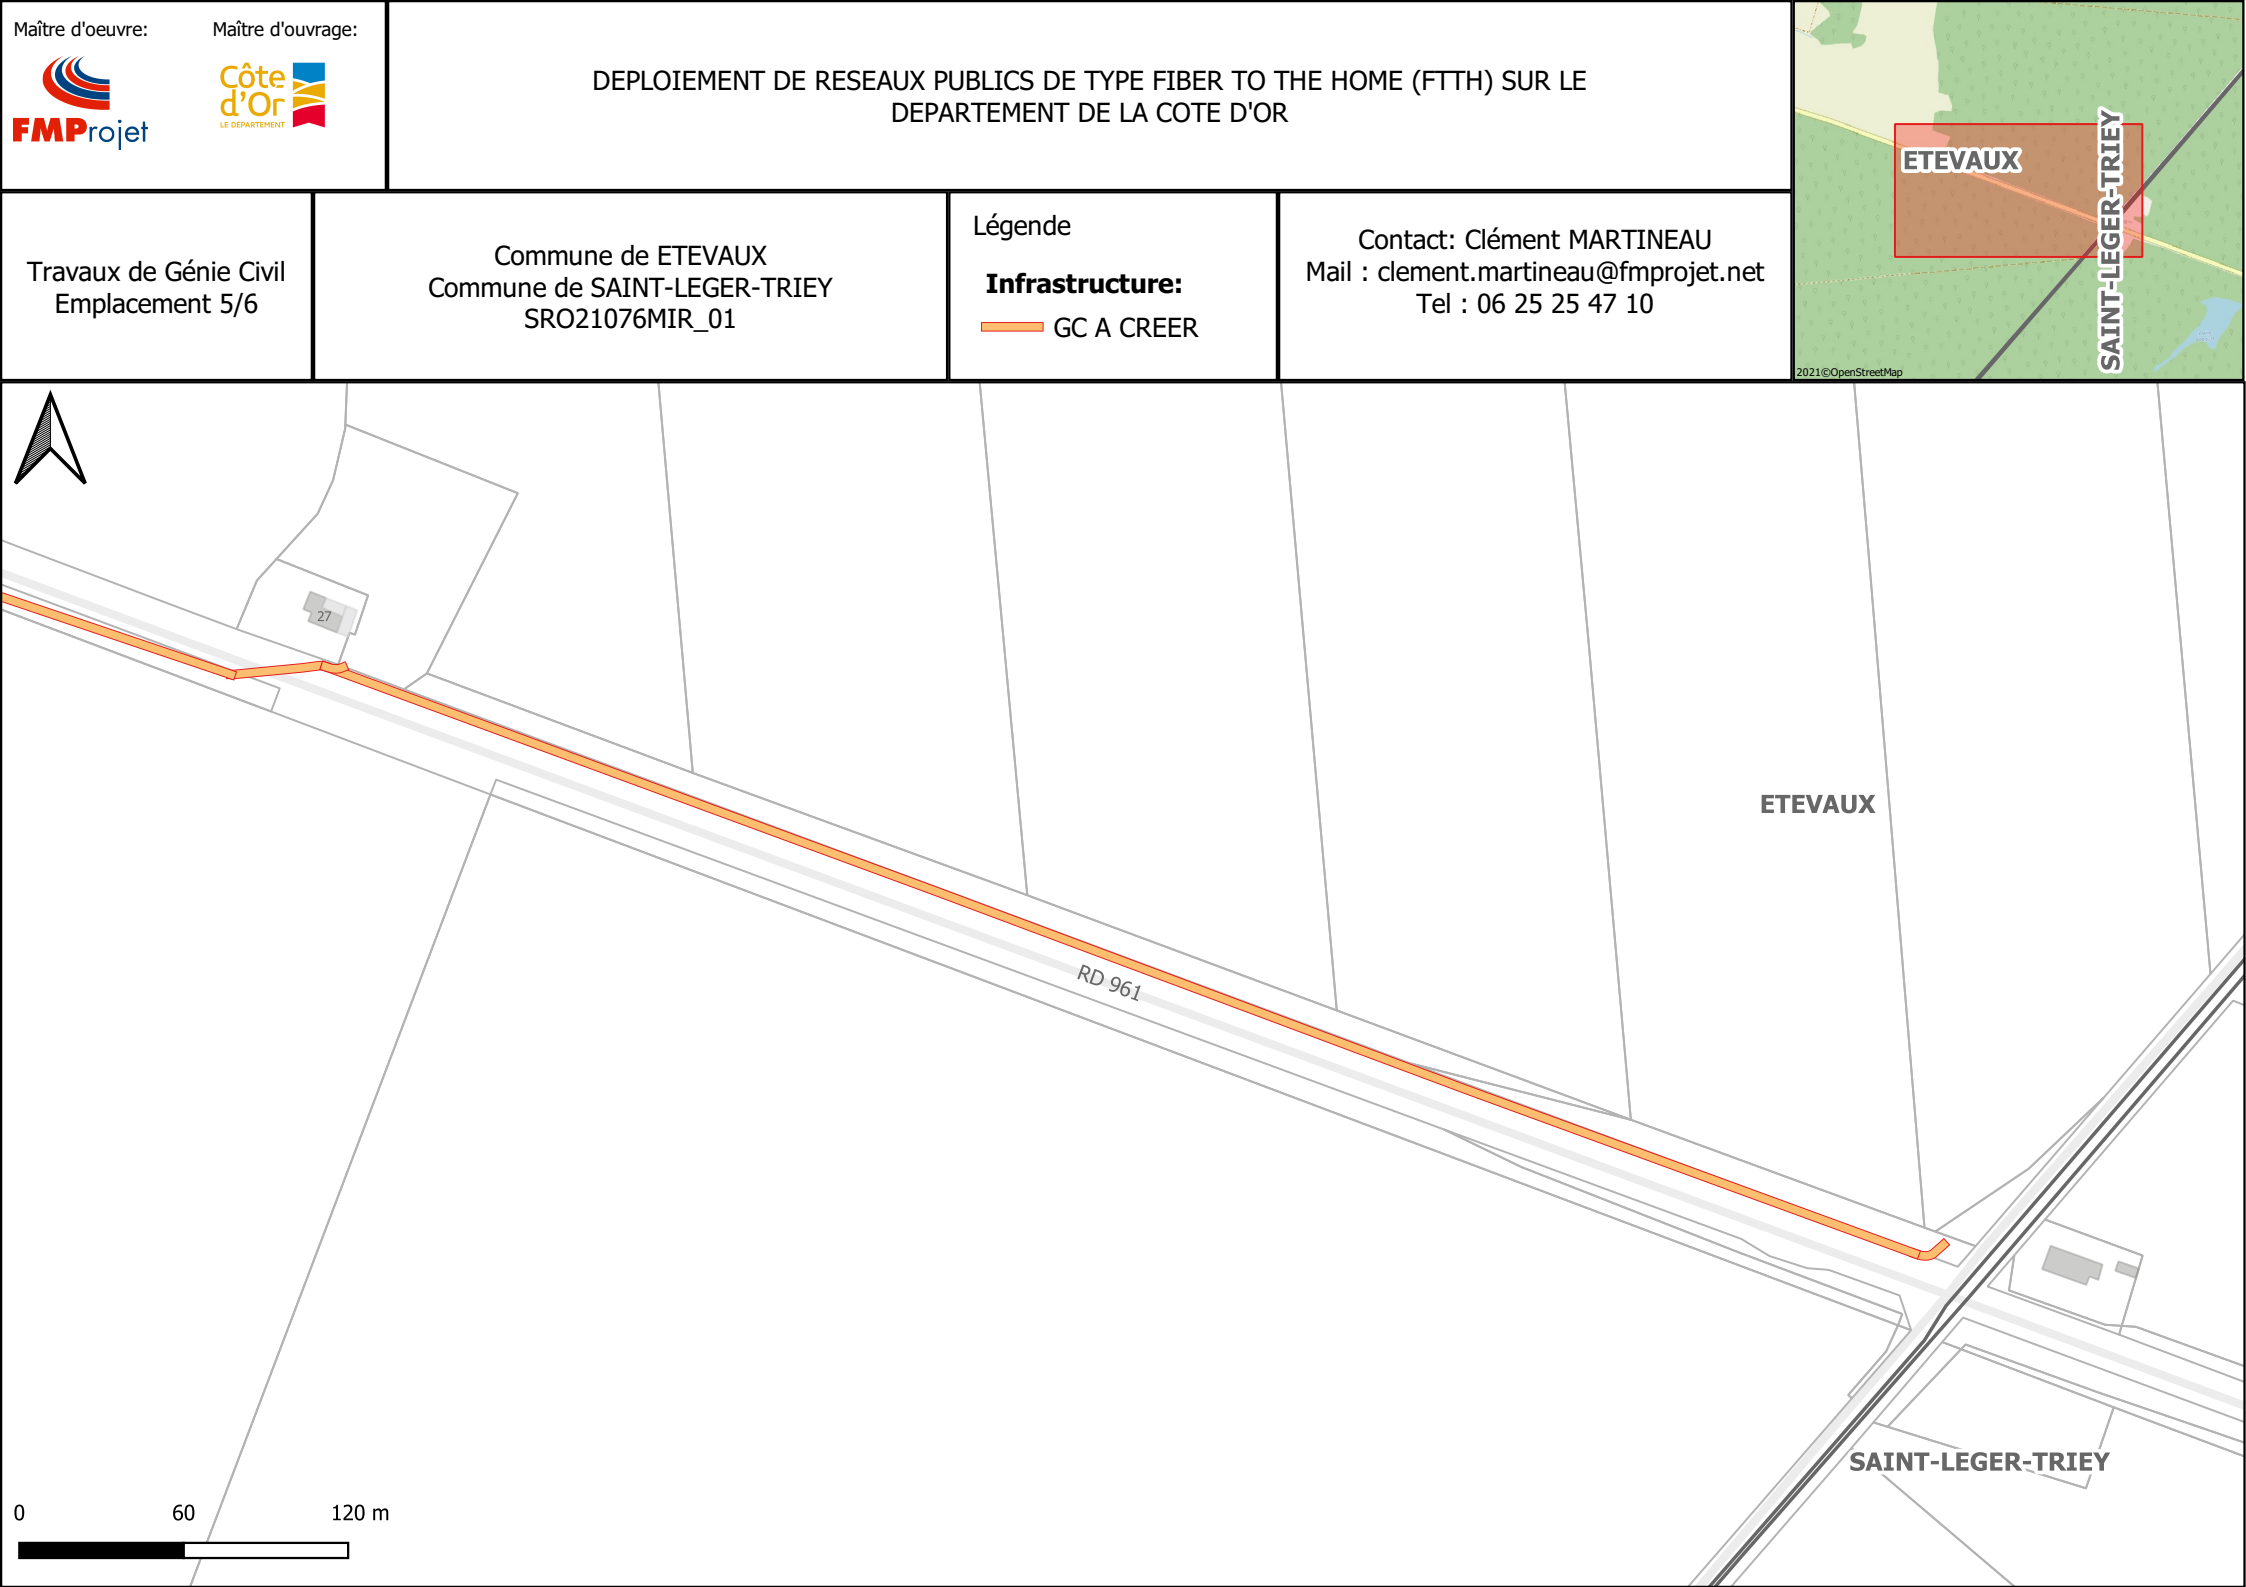 Maître d'oeuvre:
Maître d'ouvrage:
FMProjet
Côte
d'Or
LE DÉPARTEMENT
DEPLOIEMENT DE RESEAUX PUBLICS DE TYPE FIBER TO THE HOME (FTTH) SUR LE
DEPARTEMENT DE LA COTE D'OR
ETEVAUX
SAINT-LEGER-TRIEY
2021©OpenStreetMap
Travaux de Génie Civil
Emplacement 5/6
Commune de ETEVAUX
Commune de SAINT-LEGER-TRIEY
SRO21076MIR_01
Légende
Infrastructure:
GC A CREER
Contact: Clément MARTINEAU
Mail : clement.martineau@fmprojet.net
Tel : 06 25 25 47 10
27
ETEVAUX
RD 961
SAINT-LEGER-TRIEY
0 60 120 m